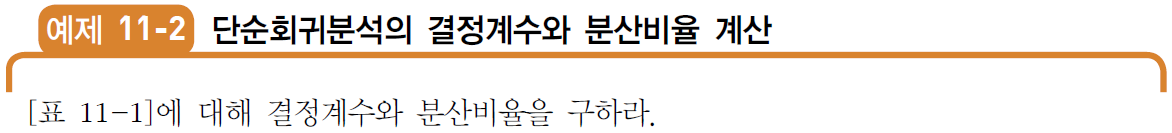 예제 11-2 단순회귀분석의 결정계수와 분산비율 계산
[표 11-1]에 대해 결정계수와 분산비율을 구하라.